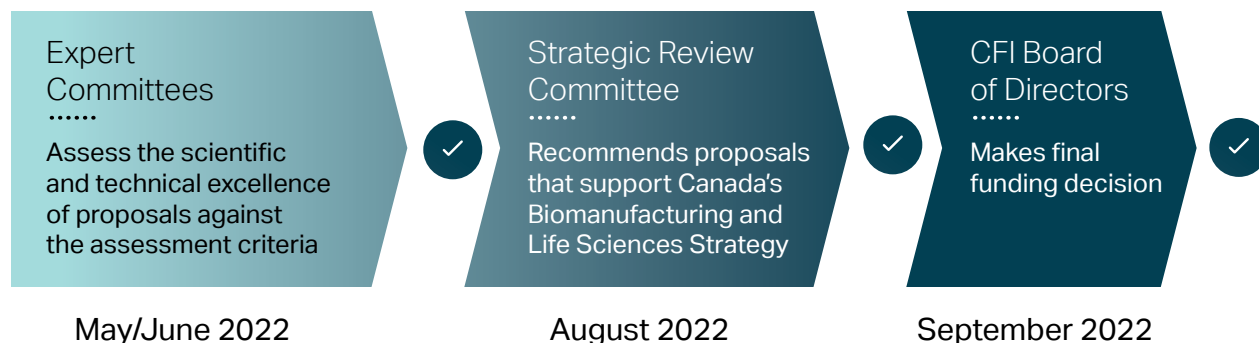 Expert
Committees
Assess the scientific
and technical excellence
of proposals against
the assessment criteria
May/June 2022
Strategic Review
Committee
Recommends proposals
that support Canada's
Biomanufacturing and
Life Sciences Strategy
August 2022
CFI Board
of Directors
Makes final
funding decision
September 2022